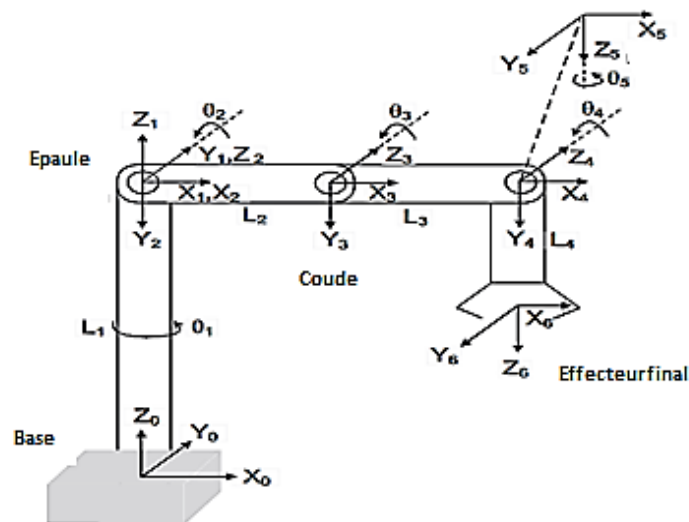 X₅
Y₅
Z₅
θ₅
θ₂
θ₃
θ₄
Z₁
Epaule
Y₁,Z₂
Z₃
Z₄
X₁,X₂
X₃
X₄
L₂
L₃
Y₂
Y₃
Y₄
L₄
Coude
L₁
θ₁
X₆
Y₆
Z₆
Effecteurfinal
Base
Z₀
Y₀
X₀